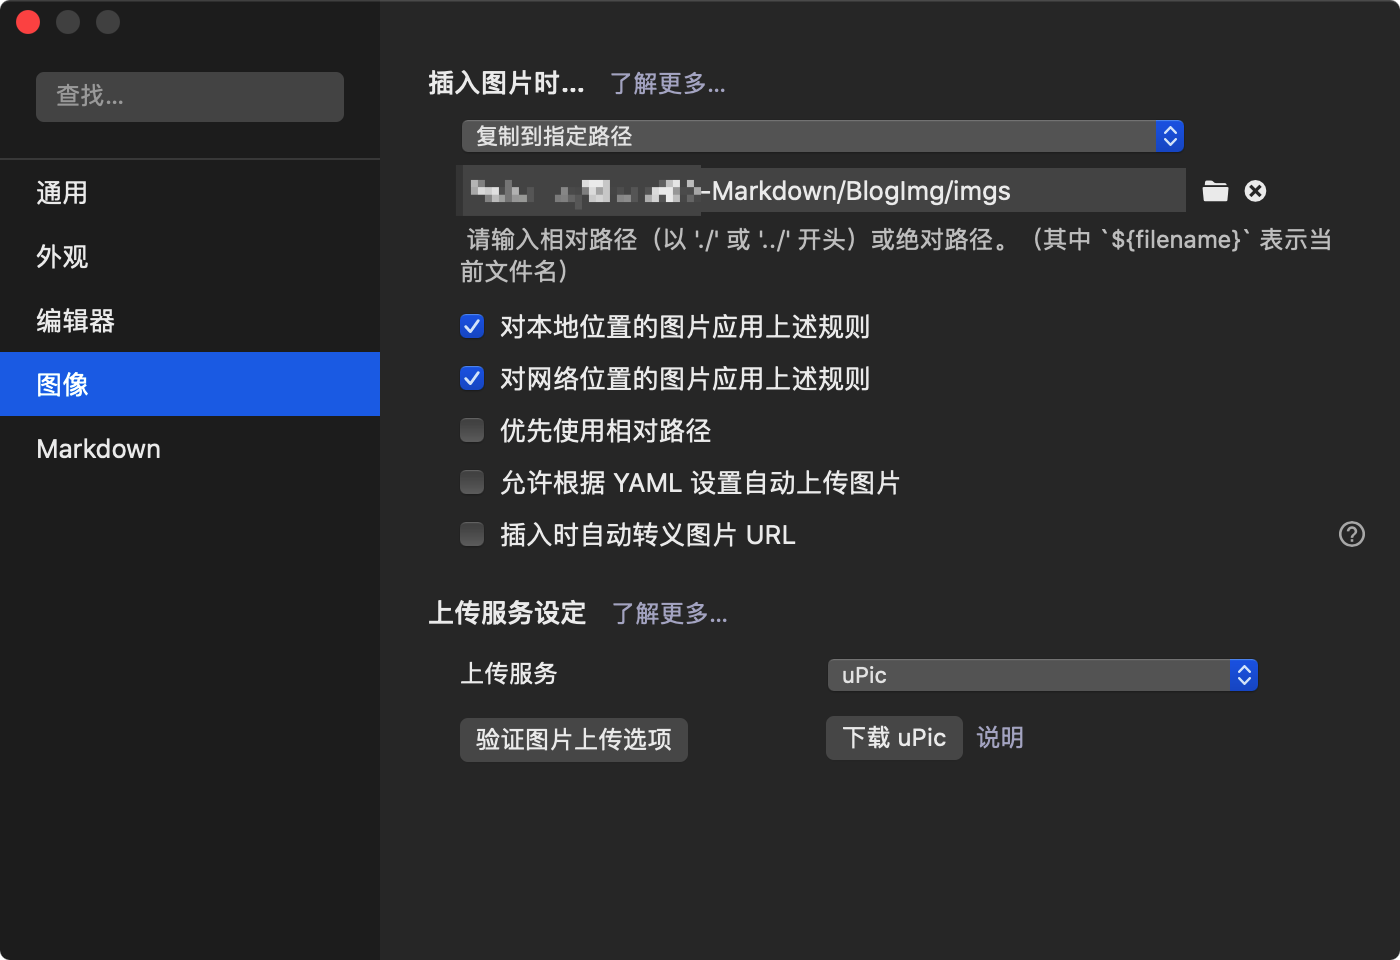 查找...
通用
外观
编辑器
图像
Markdown
插入图片时... 了解更多...
复制到指定路径
-Markdown/BlogImg/imgs
请输入相对路径（以 './' 或 '../' 开头）或绝对路径。（其中 `${filename}` 表示当
前文件名）
对本地位置的图片应用上述规则
对网络位置的图片应用上述规则
优先使用相对路径
允许根据 YAML 设置自动上传图片
插入时自动转义图片 URL
上传服务设定 了解更多...
上传服务 uPic
验证图片上传选项 下载 uPic 说明